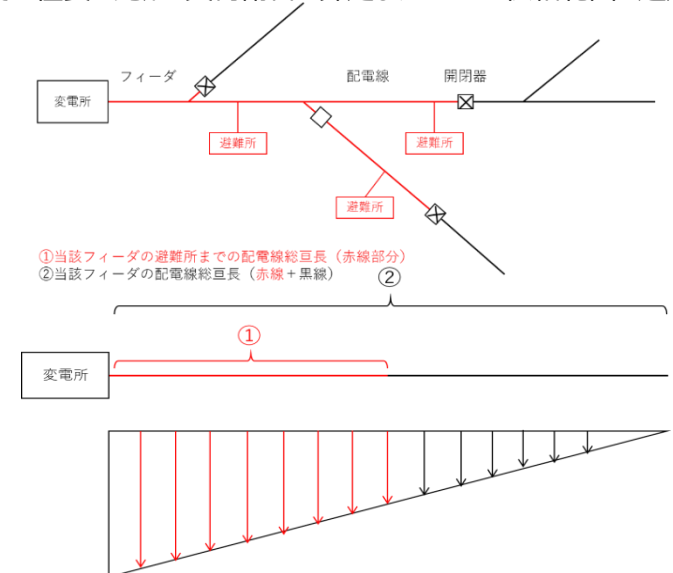 フィーダ
配電線
開閉器
変電所
避難所
避難所
避難所
①当該フィーダの避難所までの配電線総亘長（赤線部分）
②当該フィーダの配電線総亘長（赤線＋黒線）
②
①
変電所